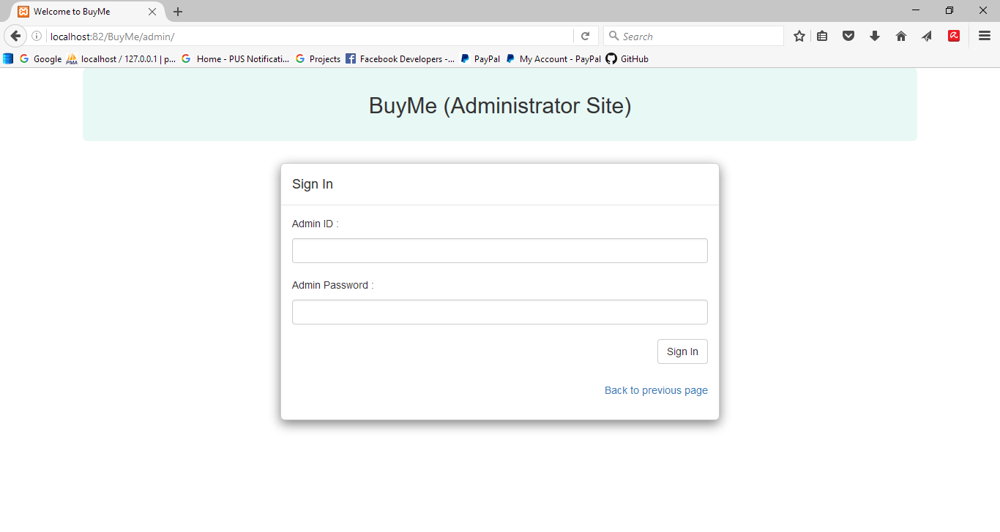 Welcome to BuyMe
localhost:82/BuyMe/admin/
Search
Google
PMA
localhost / 127.0.0.1 | p...
Home - PUS Notificati...
Projects
Facebook Developers -...
PayPal
My Account - PayPal
GitHub
BuyMe (Administrator Site)
Sign In
Admin ID :
Admin Password :
Sign In
Back to previous page